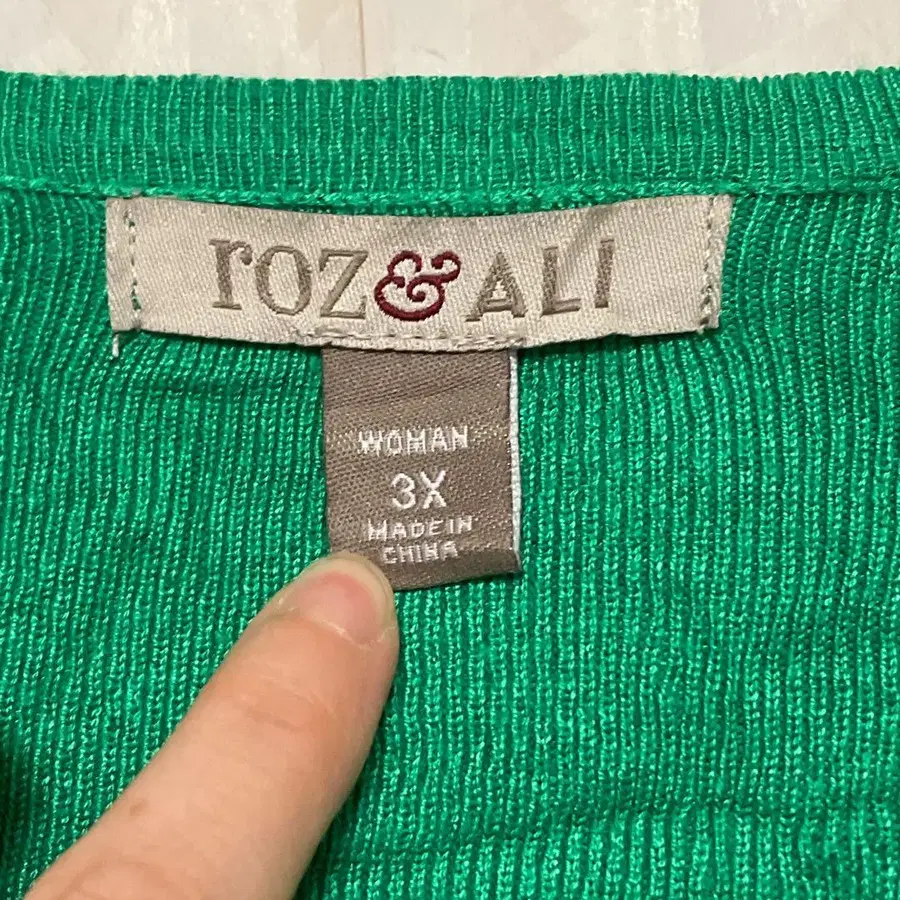 roz & ALI
WOMAN
3X
MADE IN
CHINA